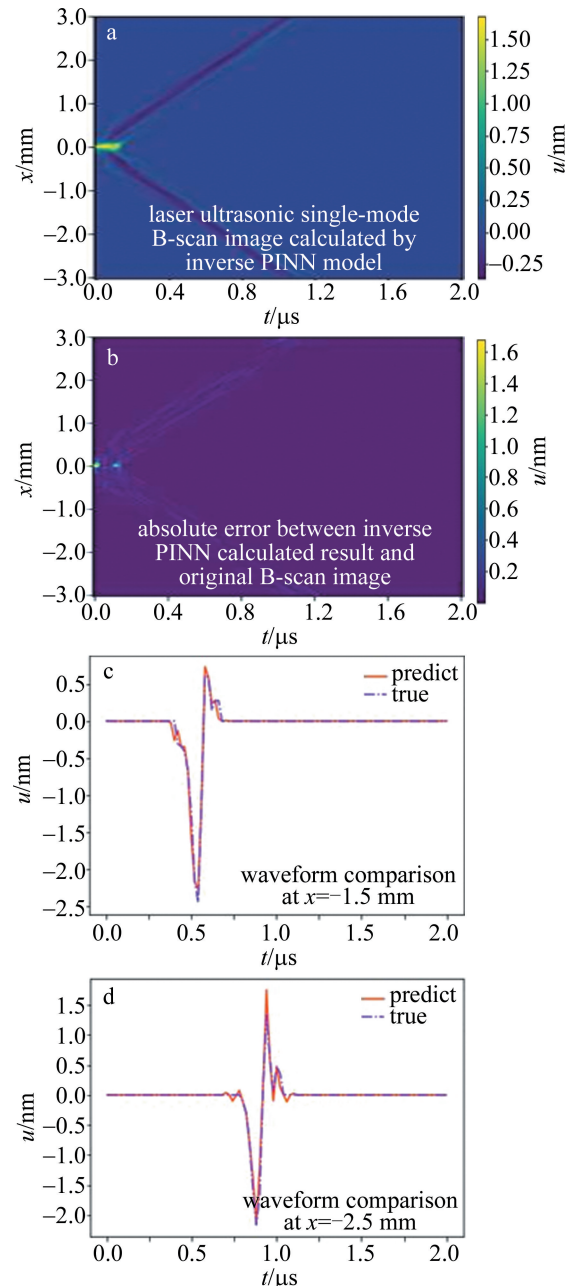 a
3.0
2.0
1.0
0.0
−1.0
−2.0
−3.0
x/mm
laser ultrasonic single-mode
B-scan image calculated by
inverse PINN model
0.0 0.4 0.8 1.2 1.6 2.0
t/μs
1.50
1.00
0.75
0.50
0.25
0.00
−0.25
u/nm
b
3.0
2.0
1.0
0.0
−1.0
−2.0
−3.0
x/mm
absolute error between inverse
PINN calculated result and
original B-scan image
0.0 0.4 0.8 1.2 1.6 2.0
t/μs
1.6
1.4
1.2
1.0
0.8
0.6
0.4
0.2
u/nm
c
predict
true
0.5
0.0
−0.5
−1.0
−1.5
−2.0
−2.5
u/nm
waveform comparison
at x=−1.5 mm
0.0 0.5 1.0 1.5 2.0
t/μs
d
predict
true
1.5
1.0
0.5
0.0
−0.5
−1.0
−1.5
−2.0
u/nm
waveform comparison
at x=−2.5 mm
0.0 0.5 1.0 1.5 2.0
t/μs